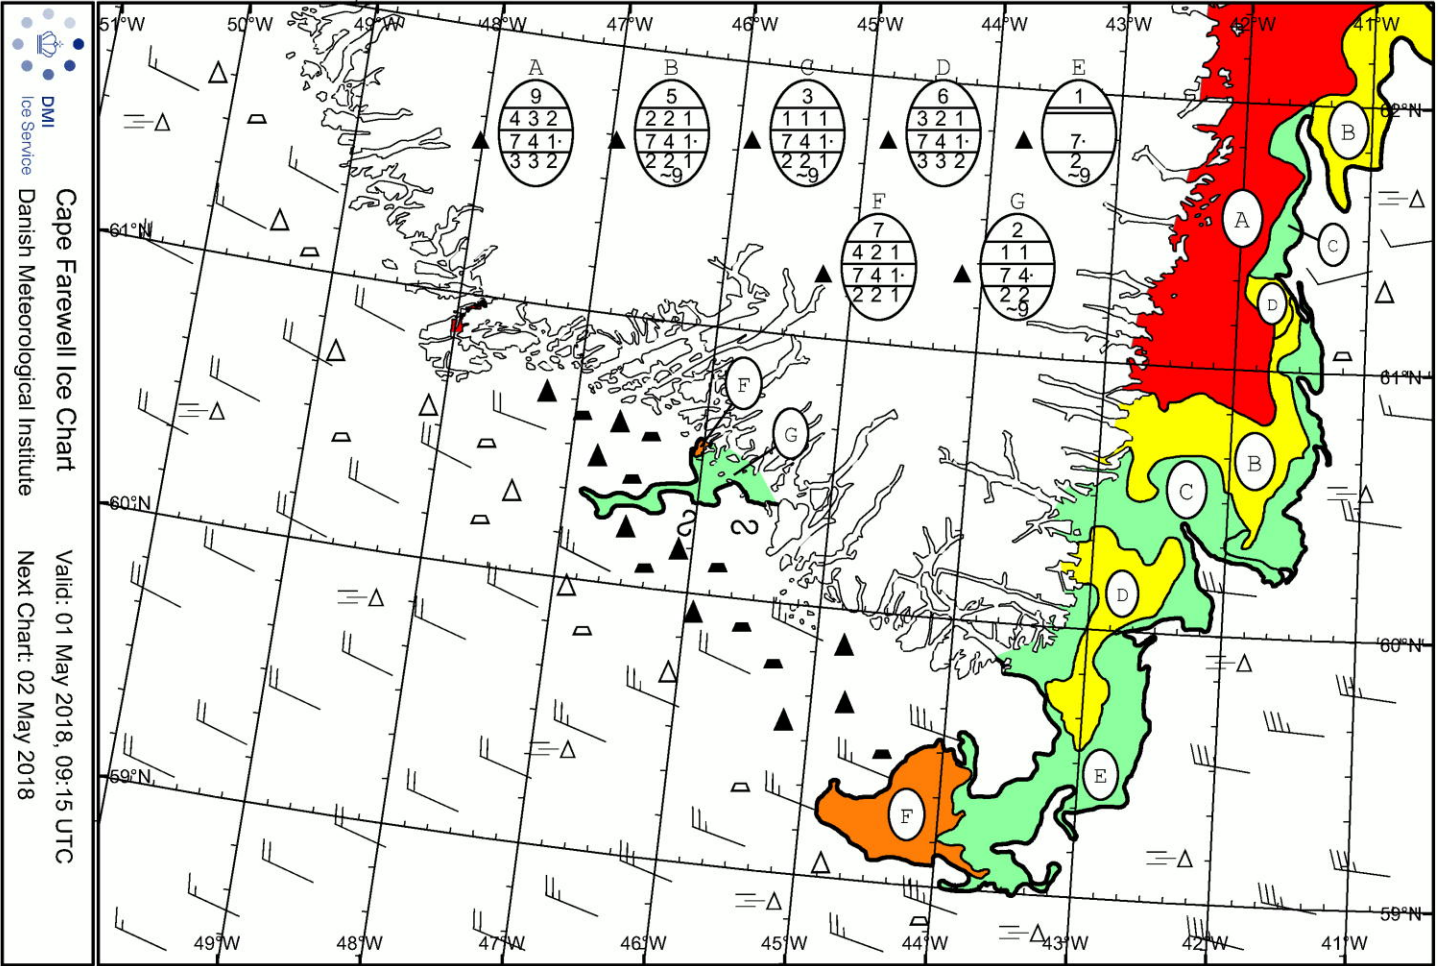 DMI
Ice Service
Cape Farewell Ice Chart
Danish Meteorological Institute
Valid: 01 May 2018, 09:15 UTC
Next Chart: 02 May 2018
51°W 50°W 49°W 48°W 47°W 46°W 45°W 44°W 43°W 42°W 41°W
A B C D E
9 5 3 6 1
4 3 2 2 2 1 1 1 1 3 2 1
7 4 1· 7 4 1· 7 4 1· 7 4 1· 7·
3 3 2 2 2 1 2 2 1 3 3 2 2
~9 ~9 ~9
F G
7 2
4 2 1 1 1
7 4 1· 7 4·
2 2 1 2 2
~9
62°N
B
A
C
61°N
D
61°N
F
G
B
C
60°N
D
60°N
59°N
E
F
59°N
49°W 48°W 47°W 46°W 45°W 44°W 43°W 42°W 41°W